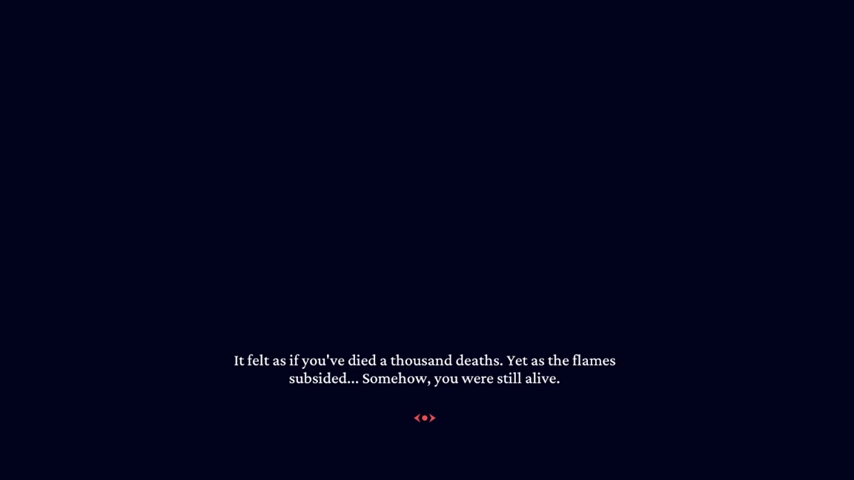 It felt as if you've died a thousand deaths. Yet as the flames
subsided... Somehow, you were still alive.